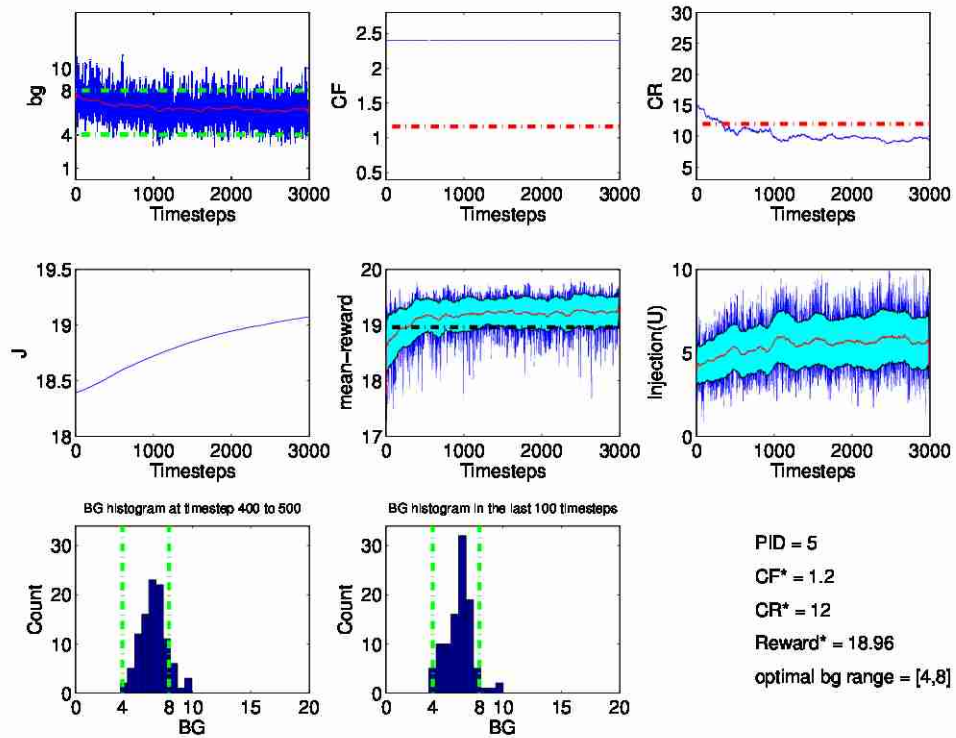 bg
10
8
4
1
0 1000 2000 3000
Timesteps
CF
2.5
2
1.5
1
0.5
0 1000 2000 3000
Timesteps
CR
30
25
20
15
10
5
0 1000 2000 3000
Timesteps
J
19.5
19
18.5
18
0 1000 2000 3000
Timesteps
mean-reward
20
19
18
17
0 1000 2000 3000
Timesteps
Injection(U)
10
5
0
0 1000 2000 3000
Timesteps
BG histogram at timestep 400 to 500
Count
30
20
10
0
0 4 8 10 15 20
BG
BG histogram in the last 100 timesteps
Count
30
20
10
0
0 4 8 10 15 20
BG
PID = 5
CF* = 1.2
CR* = 12
Reward* = 18.96
optimal bg range = [4,8]